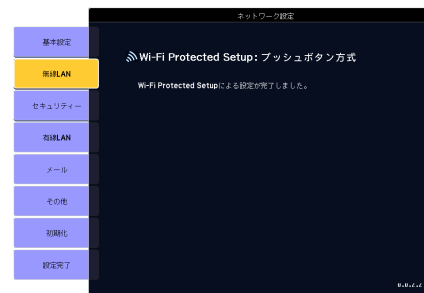 ネットワーク設定
基本設定
無線LAN
セキュリティー
有線LAN
メール
その他
初期化
設定完了
Wi-Fi Protected Setup:プッシュボタン方式
Wi-Fi Protected Setupによる設定が完了しました。